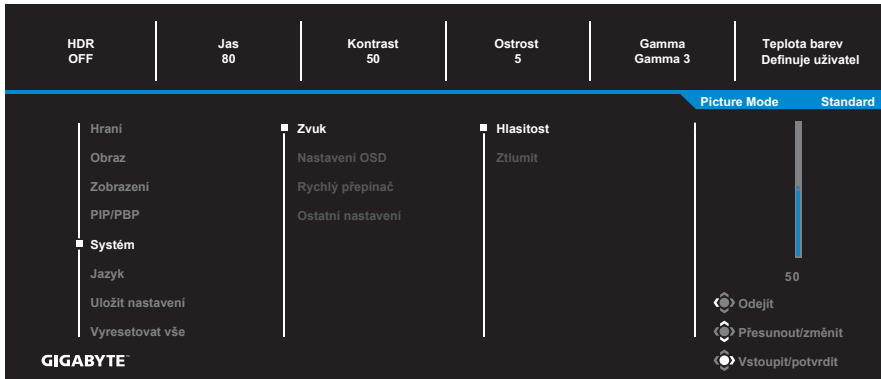 HDR
OFF
Jas
80
Kontrast
50
Ostrost
5
Gamma
Gamma 3
Teplota barev
Definuje uživatel
Picture Mode Standard
Hraní
Obraz
Zobrazení
PIP/PBP
Systém
Jazyk
Uložit nastavení
Vyresetovat vše
Zvuk
Nastavení OSD
Rychlý přepínač
Ostatní nastavení
Hlasitost
Ztlumit
50
Odejít
Přesunout/změnit
Vstoupit/potvrdit
GIGABYTE™